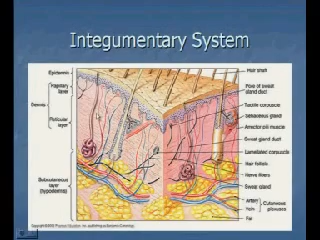 Integumentary System
Epidermis
Papillary
layer
Dermis
Reticular
layer
Subcutaneous
layer
(hypodermis)
Hair shaft
Pore of sweat
gland duct
Tactile corpuscle
Sebaceous gland
Arrector pili muscle
Sweat gland duct
Lamellated corpuscle
Hair follicle
Nerve fibers
Sweat gland
Artery
Vein
Cutaneous
plexuses
Fat